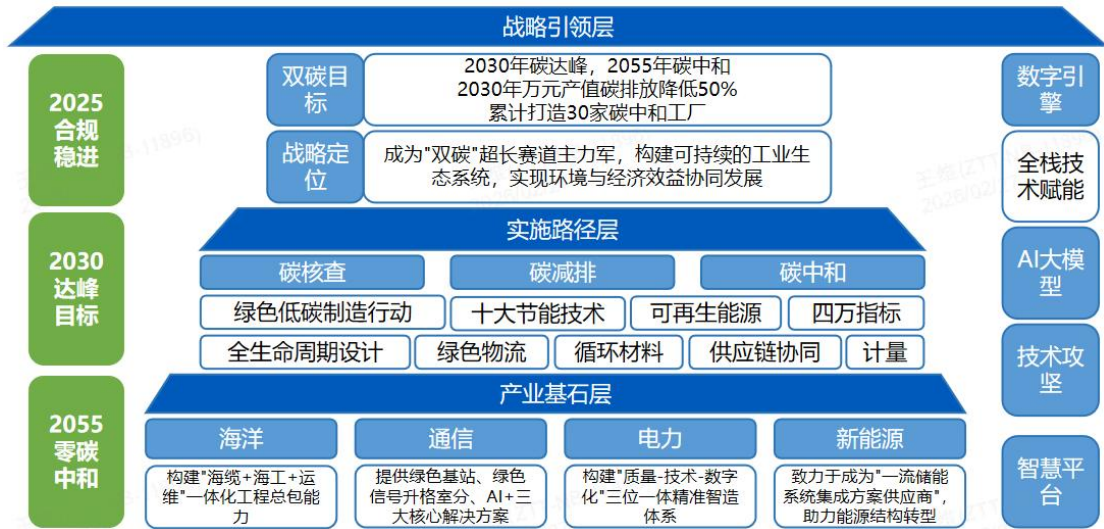 战略引领层
2025
合规
稳进
双碳目
标
2030年碳达峰，2055年碳中和
2030年万元产值碳排放降低50%
累计打造30家碳中和工厂
战略定
位
成为"双碳"超长赛道主力军，构建可持续的工业生
态系统，实现环境与经济效益协同发展
数字引
擎
全栈技
术赋能
2030
达峰
目标
实施路径层
碳核查
碳减排
碳中和
绿色低碳制造行动
十大节能技术
可再生能源
四万指标
全生命周期设计
绿色物流
循环材料
供应链协同
计量
AI大模
型
技术攻
坚
2055
零碳
中和
产业基石层
海洋
通信
电力
新能源
构建"海缆+海工+运
维"一体化工程总包能
力
提供绿色基站、绿色
信号升格室分、AI+三
大核心解决方案
构建"质量-技术-数字
化"三位一体精准智造
体系
致力于成为"一流储能
系统集成方案供应商"，
助力能源结构转型
智慧平
台